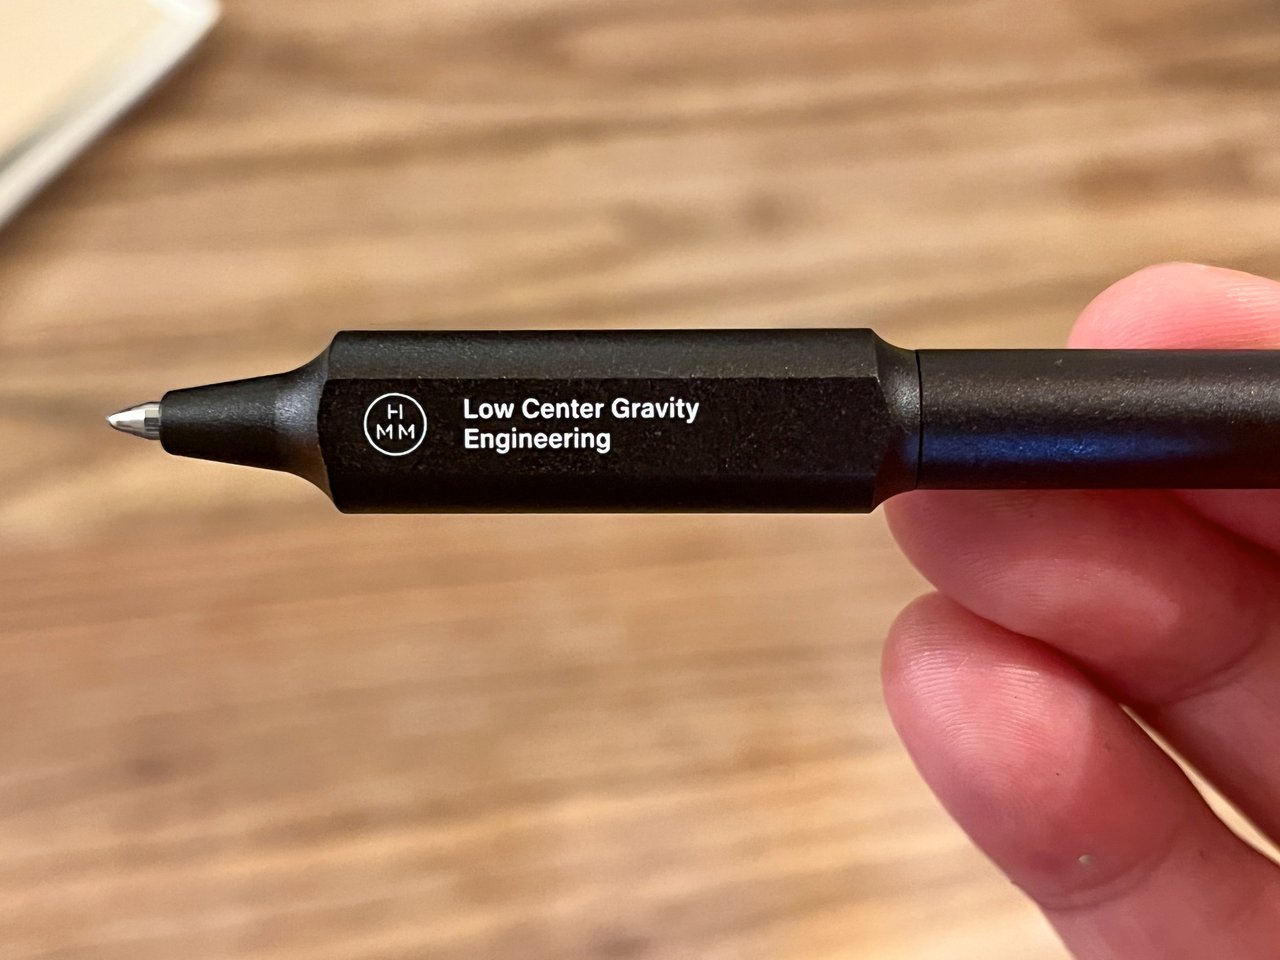 H
MM
Low Center Gravity
Engineering